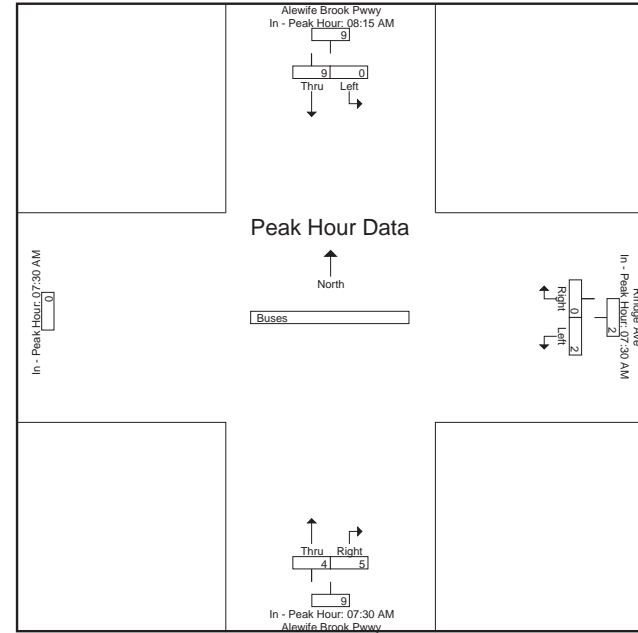 Alewife Brook Pwwy
In - Peak Hour: 08:15 AM
9
9 0
Thru Left
Peak Hour Data
North
Buses
In - Peak Hour: 07:30 AM
0
Right Left
0 2
2
In - Peak Hour: 07:30 AM
Rindge Ave
Thru Right
4 5
9
In - Peak Hour: 07:30 AM
Alewife Brook Pwwy